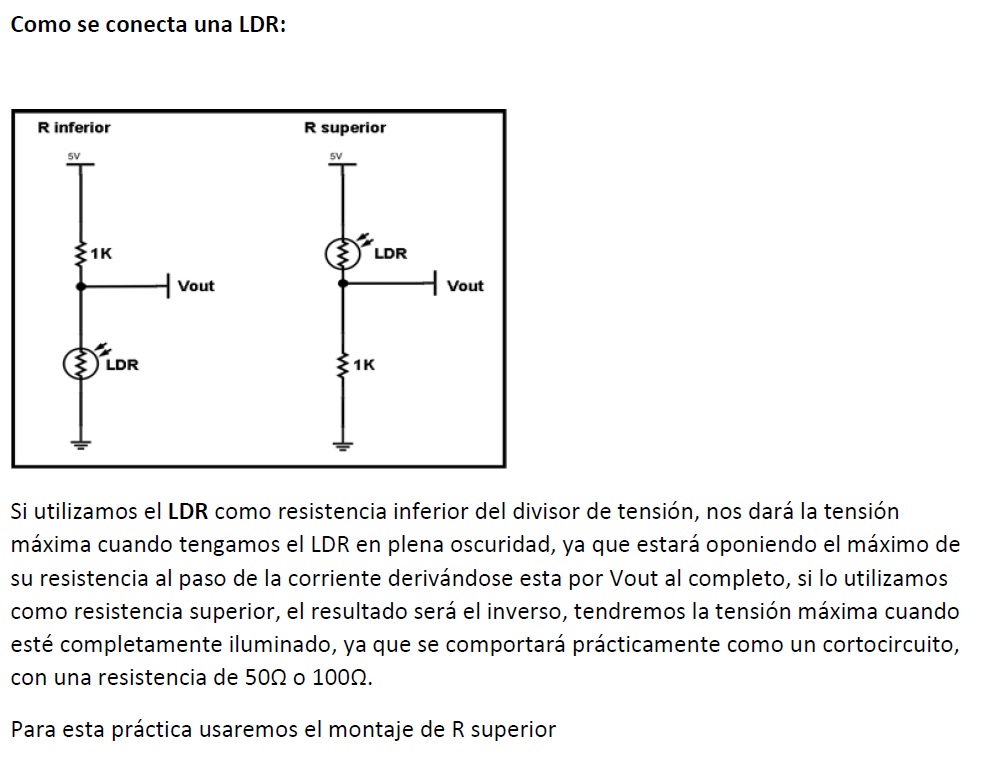 Como se conecta una LDR:
R inferior
R superior
5V
5V
1K
LDR
Vout
Vout
LDR
1K
Si utilizamos el LDR como resistencia inferior del divisor de tensión, nos dará la tensión
máxima cuando tengamos el LDR en plena oscuridad, ya que estará oponiendo el máximo de
su resistencia al paso de la corriente derivándose esta por Vout al completo, si lo utilizamos
como resistencia superior, el resultado será el inverso, tendremos la tensión máxima cuando
esté completamente iluminado, ya que se comportará prácticamente como un cortocircuito,
con una resistencia de 50Ω o 100Ω.
Para esta práctica usaremos el montaje de R superior